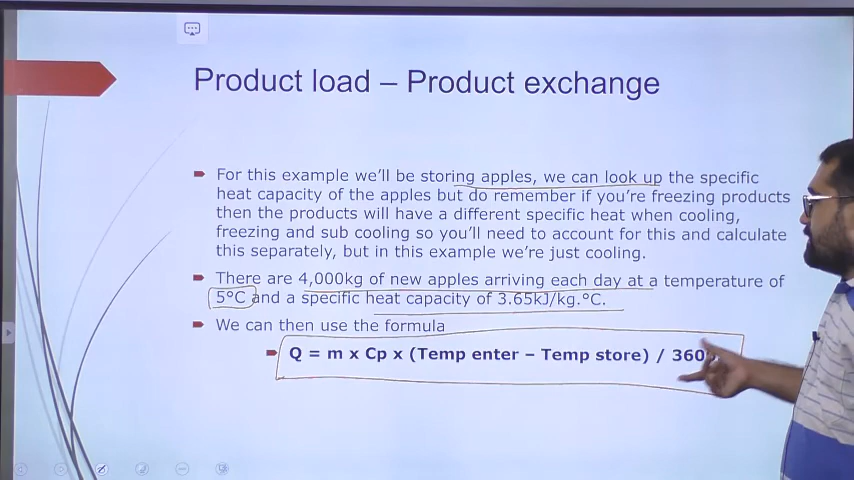 Product load – Product exchange
For this example we'll be storing apples, we can look up the specific
heat capacity of the apples but do remember if you're freezing products
then the products will have a different specific heat when cooling,
freezing and sub cooling so you'll need to account for this and calculate
this separately, but in this example we're just cooling.
There are 4,000kg of new apples arriving each day at a temperature of
5°C and a specific heat capacity of 3.65kJ/kg.°C.
We can then use the formula
Q = m x Cp x (Temp enter – Temp store) / 360